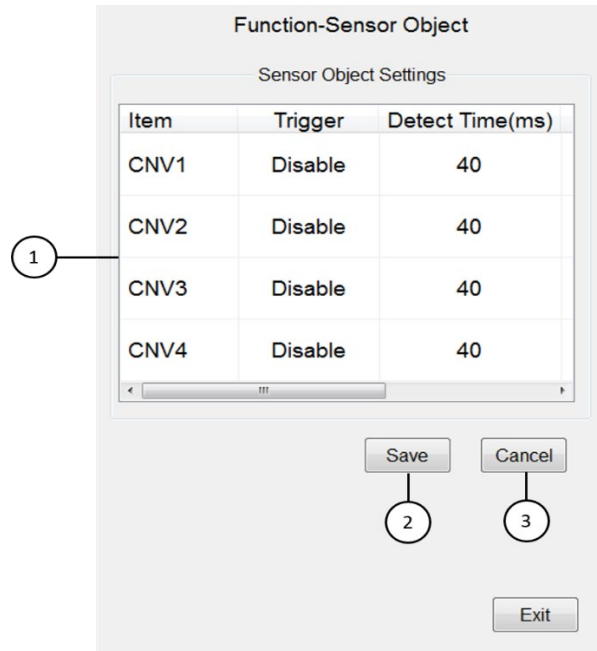 Function-Sensor Object
Sensor Object Settings
Item Trigger Detect Time(ms)
CNV1 Disable 40
CNV2 Disable 40
1
CNV3 Disable 40
CNV4 Disable 40
Save Cancel
2 3
Exit